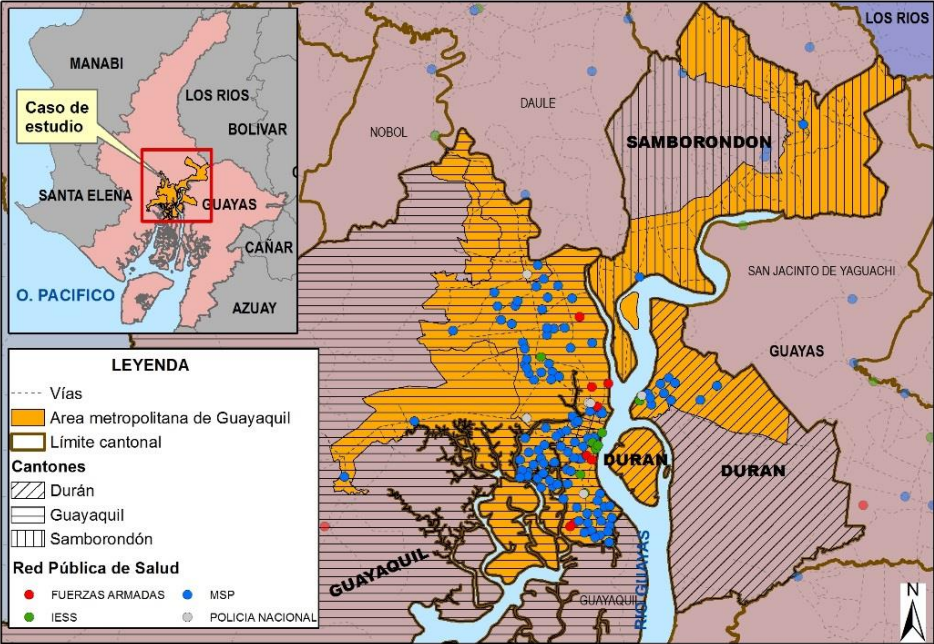 MANABI
LOS RIOS
Caso de
estudio
BOLIVAR
SANTA ELENA
GUAYAS
CAÑAR
O. PACIFICO
AZUAY
LOS RIOS
DAULE
NOBOL
SAMBORONDON
SAN JACINTO DE YAGUACHI
GUAYAS
DURAN
DURAN
GUAYAQUIL
GUAYAQUIL
RIO GUAYAS
N
LEYENDA
Vías
Area metropolitana de Guayaquil
Límite cantonal
Cantones
Durán
Guayaquil
Samborondón
Red Pública de Salud
FUERZAS ARMADAS
MSP
IESS
POLICIA NACIONAL